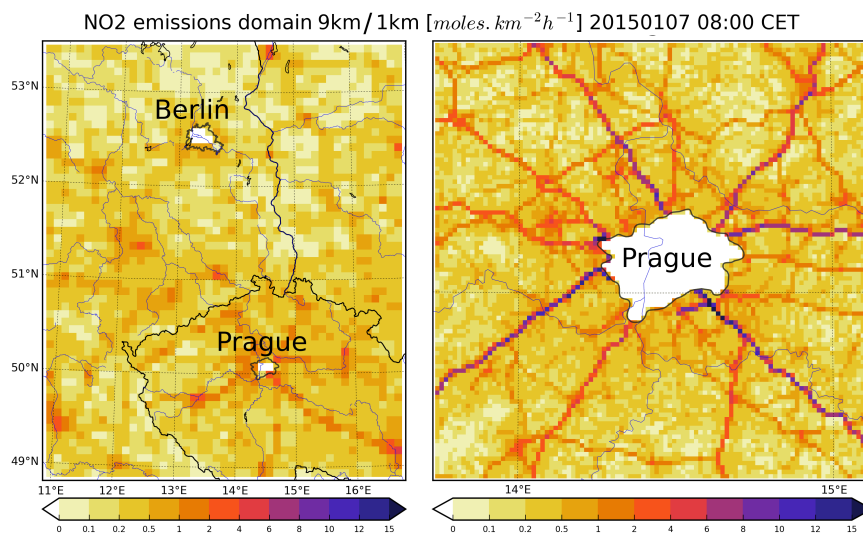 NO2 emissions domain 9km/1km [moles.km⁻²h⁻¹] 20150107 08:00 CET
53°N
52°N
51°N
50°N
49°N
Berlin
Prague
11°E 12°E 13°E 14°E 15°E 16°E
0 0.1 0.2 0.5 1 2 4 6 8 10 12 15
Prague
14°E 15°E
0 0.1 0.2 0.5 1 2 4 6 8 10 12 15